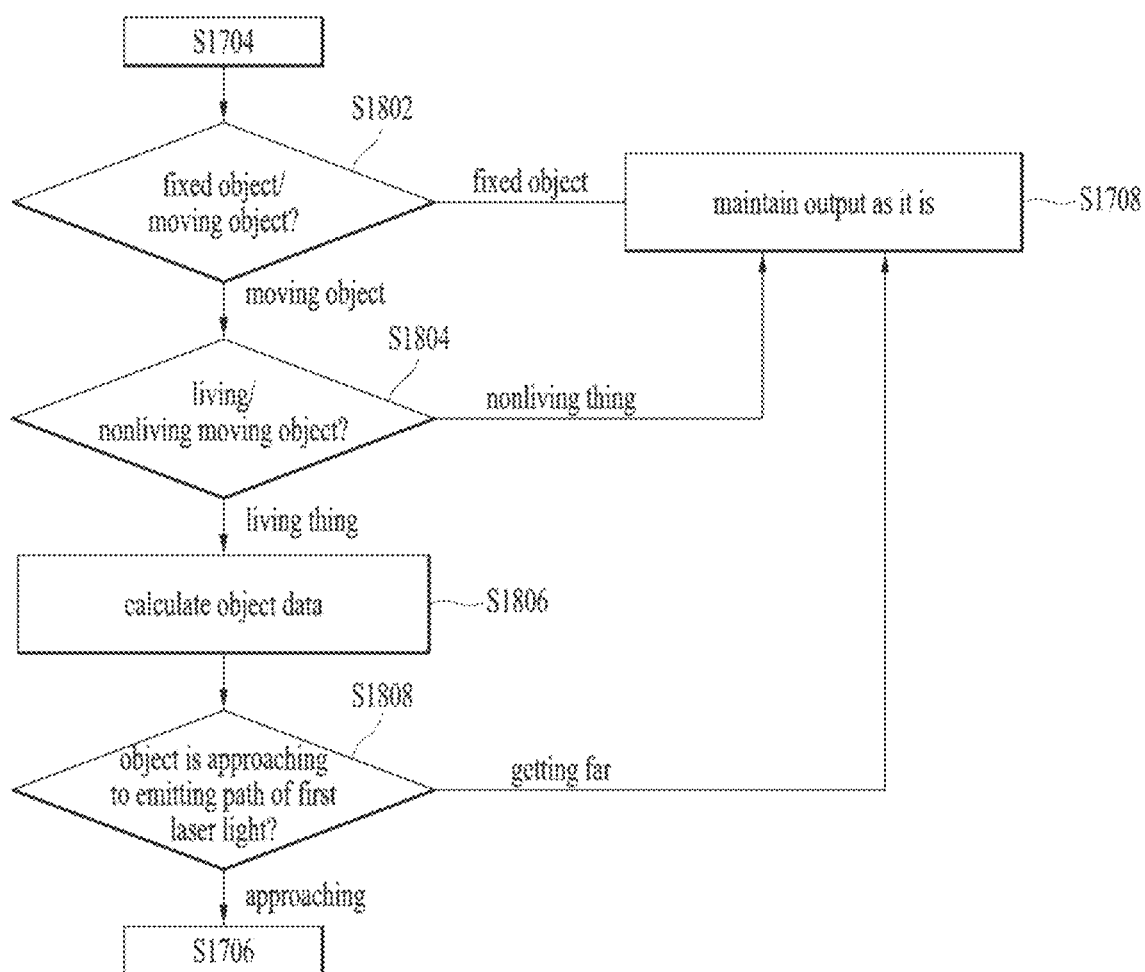 S1704
S1802
fixed object/
moving object?
fixed object
maintain output as it is
S1708
moving object
S1804
living/
nonliving moving object?
nonliving thing
living thing
calculate object data
S1806
S1808
object is approaching
to emitting path of first
laser light?
getting far
approaching
S1706